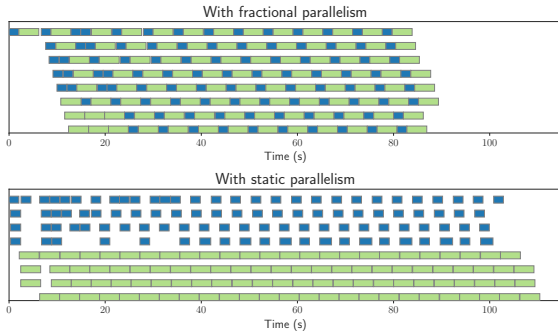 With fractional parallelism
0 20 40 60 80 100
Time (s)
With static parallelism
0 20 40 60 80 100
Time (s)